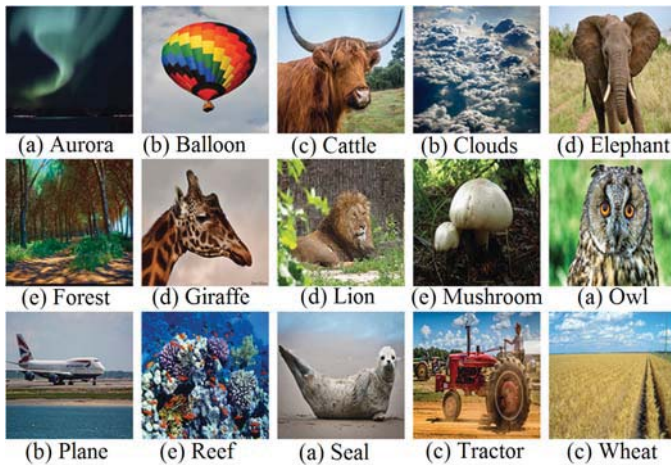 (a) Aurora
(b) Balloon
(c) Cattle
(b) Clouds
(d) Elephant
(e) Forest
(d) Giraffe
(d) Lion
(e) Mushroom
(a) Owl
(b) Plane
(e) Reef
(a) Seal
(c) Tractor
(c) Wheat